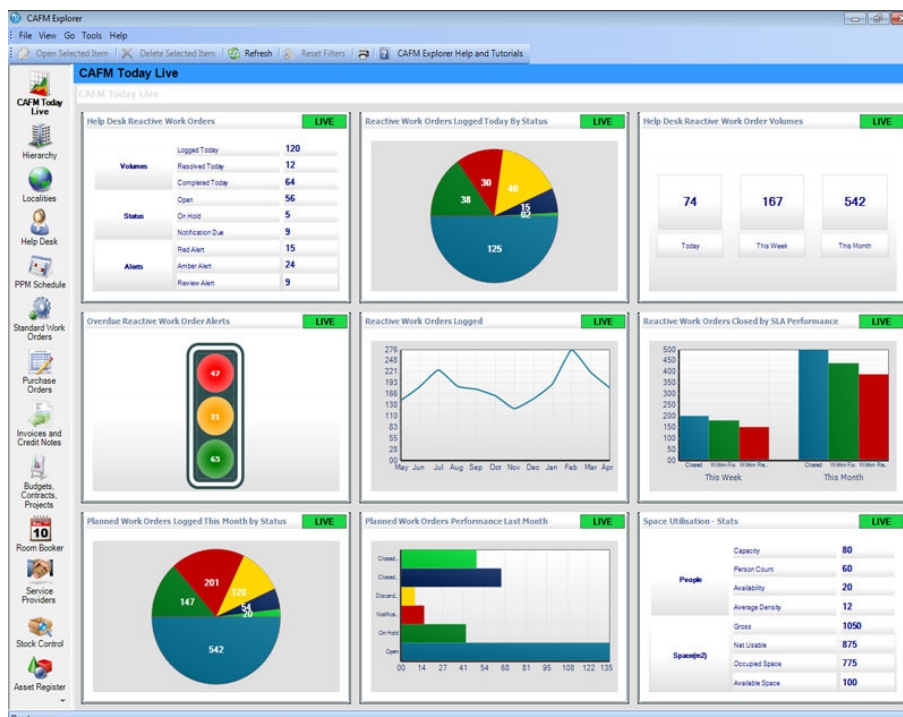 CAFM Explorer
File View Go Tools Help
Open Selected Item Delete Selected Item Refresh Reset Filters CAFM Explorer Help and Tutorials
CAFM Today Live
CAFM Today Live
CAFM Today
Live
Hierarchy
Localities
Help Desk
PPM Schedule
Standard Work
Orders
Purchase
Orders
Invoices and
Credit Notes
Budgets,
Contracts,
Projects
10
Room Booker
Service
Providers
Stock Control
Asset Register
Help Desk Reactive Work Orders LIVE
Volumes
Logged Today 120
Resolved Today 12
Completed Today 64
Status
Open 56
On Hold 5
Notification Due 9
Alerts
Red Alert 15
Amber Alert 24
Review Alert 9
Reactive Work Orders Logged Today By Status LIVE
30
40
38
15
02
125
Help Desk Reactive Work Order Volumes LIVE
74 167 542
Today This Week This Month
Overdue Reactive Work Order Alerts LIVE
47
31
65
Reactive Work Orders Logged LIVE
276
248
221
193
166
138
110
83
55
28
00
May Jun Jul Aug Sep Oct Nov Dec Jan Feb Mar Apr
Reactive Work Orders Closed by SLA Performance LIVE
500
450
400
350
300
250
200
150
100
50
00
Closed Within Fix. Within Re.. Closed Within Fix. Within Re..
This Week This Month
Planned Work Orders Logged This Month by Status LIVE
201
120
147
54
20
542
Planned Work Orders Performance Last Month LIVE
Closed..
Closed..
Discard..
Notifice...
On Hold
Open
00 14 27 41 54 68 81 95 108 122 135
Space Utilisation - Stats LIVE
People
Capacity 80
Person Count 60
Availability 20
Average Density 12
Space(m2)
Gross 1050
Net Usable 875
Occupied Space 775
Available Space 100